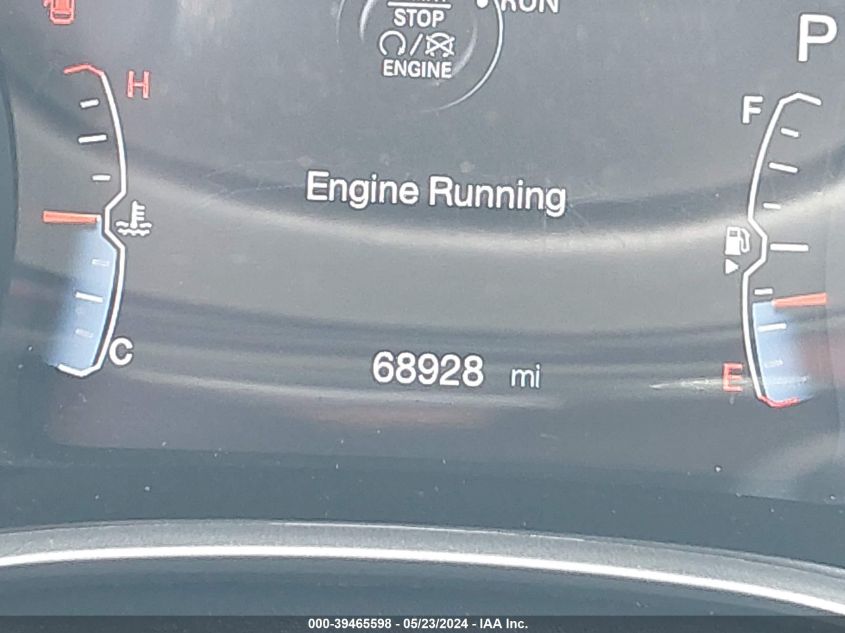 RUN
STOP
ENGINE
P
H
F
Engine Running
C
68928 mi
E
000-39465598 - 05/23/2024 - IAA Inc.